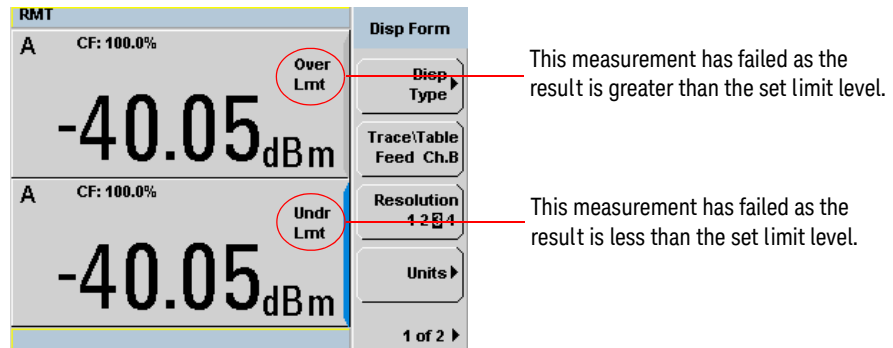 RMT
A CF: 100.0%
Over
Lmt
-40.05dBm
A CF: 100.0%
Undr
Lmt
-40.05dBm
Disp Form
Disp
Type
Trace\Table
Feed Ch.B
Resolution
1 2 3 4
Units
1 of 2
This measurement has failed as the
result is greater than the set limit level.
This measurement has failed as the
result is less than the set limit level.